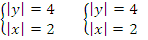 {|y| = 4 {|y| = 4
{|x| = 2 {|x| = 2